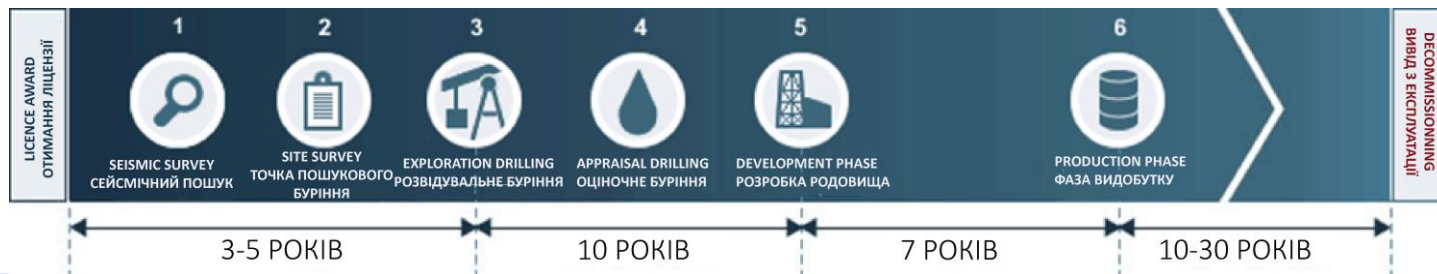 LICENCE AWARD
ОТИМАННЯ ЛІЦЕНЗІЇ
1
SEISMIC SURVEY
СЕЙСМІЧНИЙ ПОШУК
2
SITE SURVEY
ТОЧКА ПОШУКОВОГО
БУРІННЯ
3
EXPLORATION DRILLING
РОЗВІДУВАЛЬНЕ БУРІННЯ
4
APPRAISAL DRILLING
ОЦІНОЧНЕ БУРІННЯ
5
DEVELOPMENT PHASE
РОЗРОБКА РОДОВИЩА
6
PRODUCTION PHASE
ФАЗА ВИДОБУТКУ
DECOMMISSIONNING
ВИВІД З ЕКСПЛУАТАЦІЇ
3-5 РОКІВ
10 РОКІВ
7 РОКІВ
10-30 РОКІВ